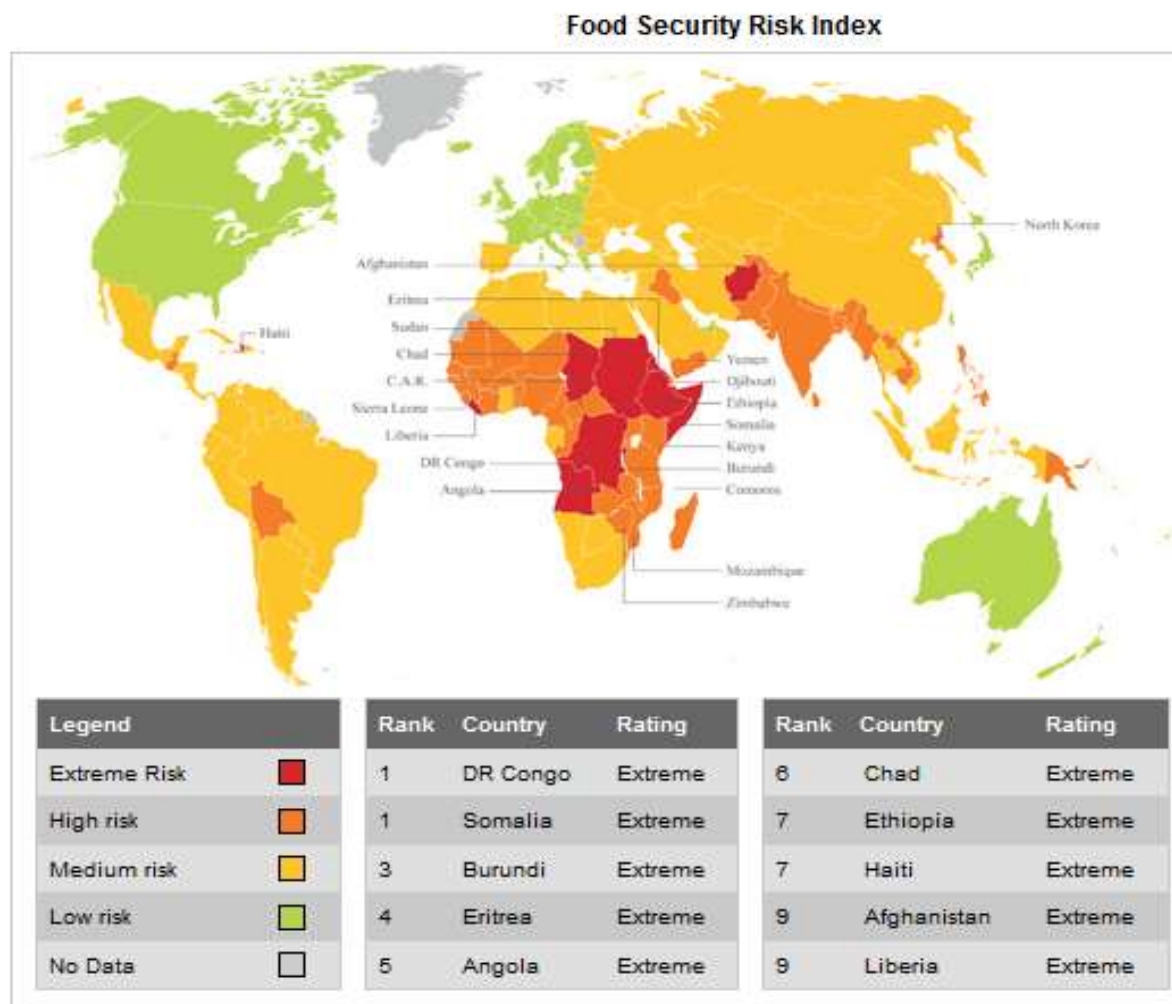 Food Security Risk Index
North Korea
Afghanistan
Eritrea
Haiti
Sudan
Chad
Yemen
C.A.R.
Djibouti
Sierra Leone
Ethiopia
Somalia
Liberia
Kenya
DR Congo
Burundi
Angola
Comoros
Mozambique
Zimbabwe
Legend
Extreme Risk
High risk
Medium risk
Low risk
No Data
Rank Country Rating
1 DR Congo Extreme
1 Somalia Extreme
3 Burundi Extreme
4 Eritrea Extreme
5 Angola Extreme
Rank Country Rating
6 Chad Extreme
7 Ethiopia Extreme
7 Haiti Extreme
9 Afghanistan Extreme
9 Liberia Extreme